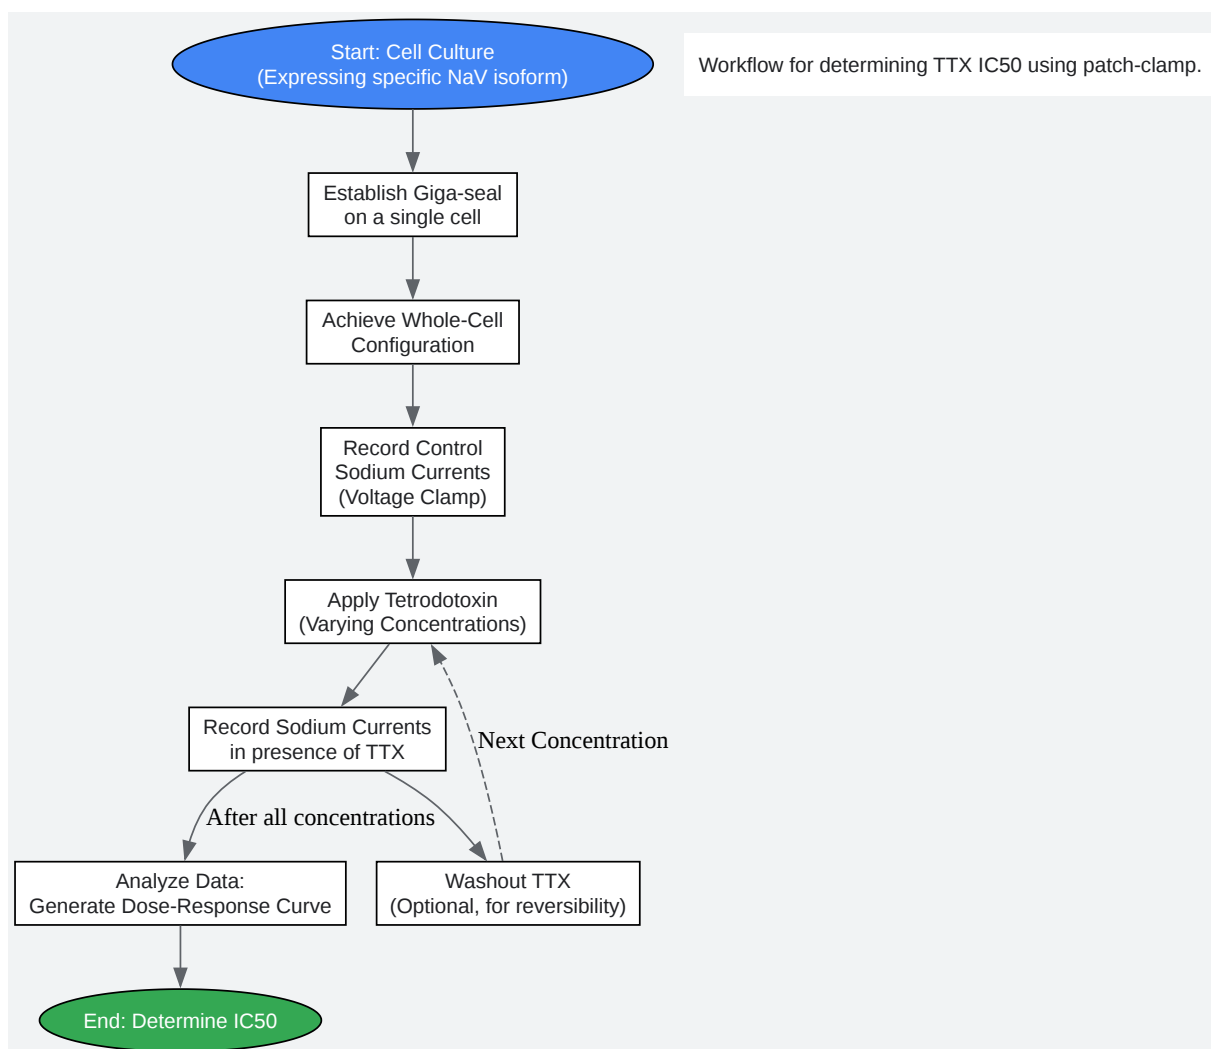 Start: Cell Culture
(Expressing specific NaV isoform)
Workflow for determining TTX IC50 using patch-clamp.
Establish Giga-seal
on a single cell
Achieve Whole-Cell
Configuration
Record Control
Sodium Currents
(Voltage Clamp)
Apply Tetrodotoxin
(Varying Concentrations)
Record Sodium Currents
in presence of TTX
Next Concentration
After all concentrations
Analyze Data:
Generate Dose-Response Curve
Washout TTX
(Optional, for reversibility)
End: Determine IC50